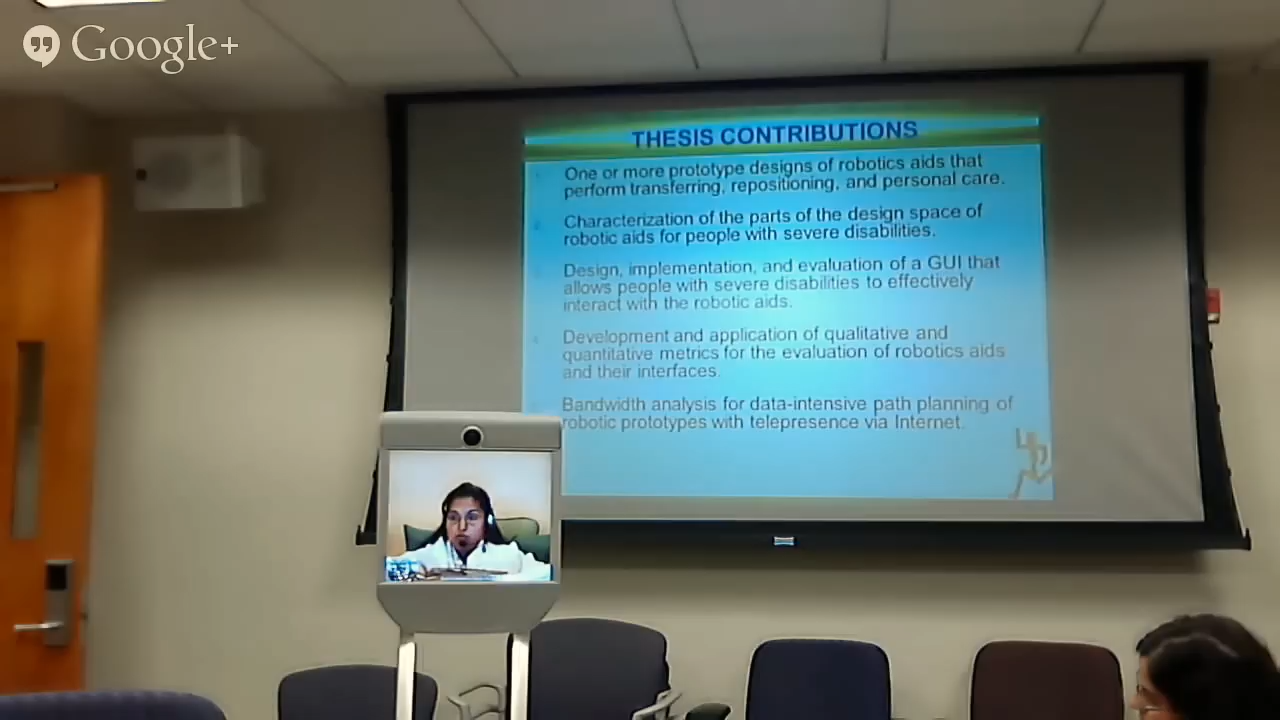 Google+
THESIS CONTRIBUTIONS
One or more prototype designs of robotics aids that
perform transferring, repositioning, and personal care.
Characterization of the parts of the design space of
robotic aids for people with severe disabilities.
Design, implementation, and evaluation of a GUI that
allows people with severe disabilities to effectively
interact with the robotic aids.
Development and application of qualitative and
quantitative metrics for the evaluation of robotics aids
and their interfaces.
Bandwidth analysis for data-intensive path planning of
robotic prototypes with telepresence via Internet.